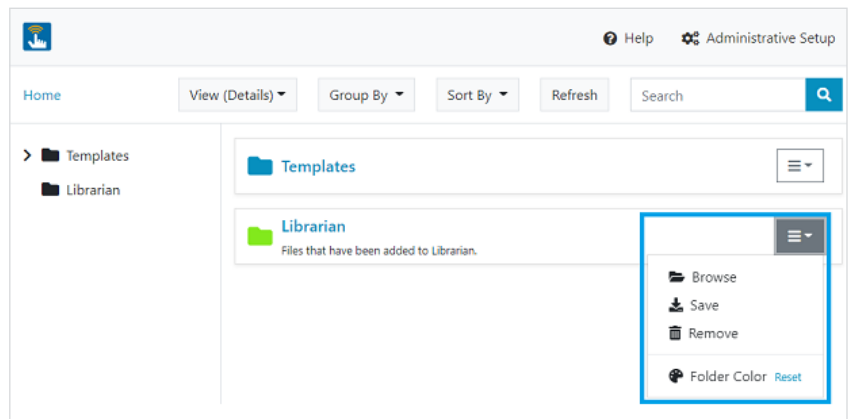 Help Administrative Setup
Home View (Details) Group By Sort By Refresh Search
Templates
Librarian
Templates
Librarian
Files that have been added to Librarian.
Browse
Save
Remove
Folder Color Reset